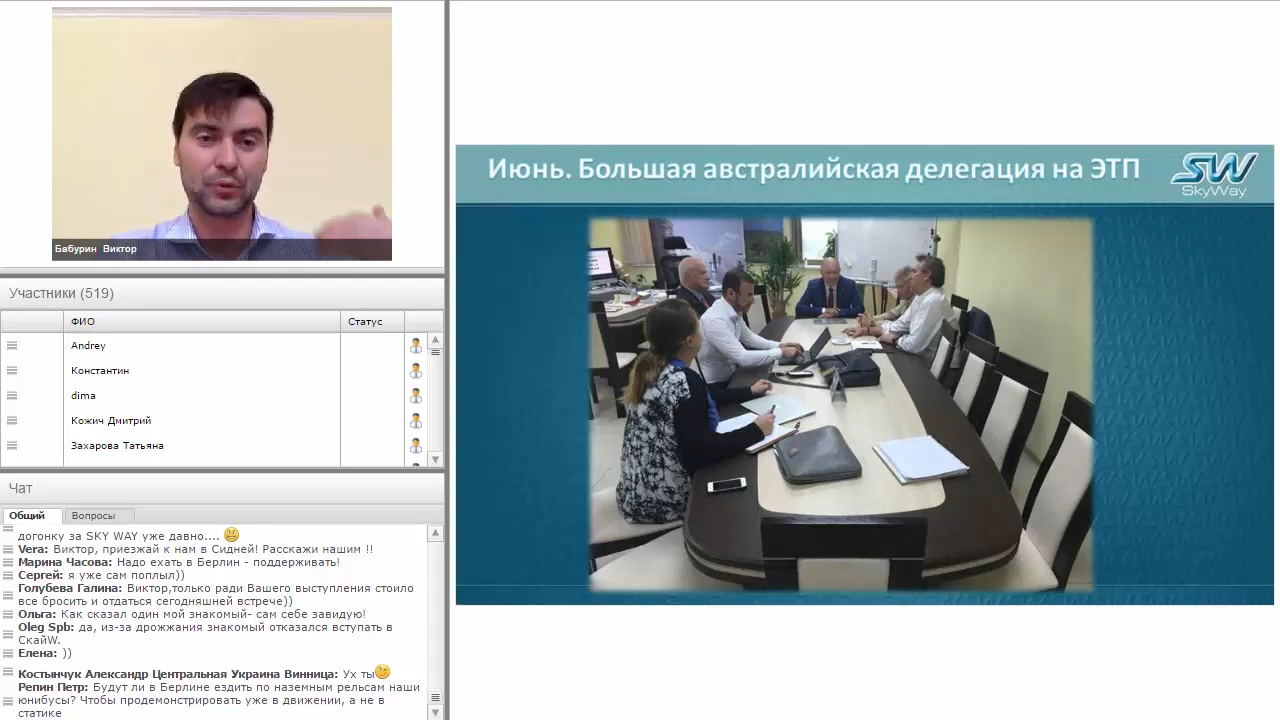 Бабурин Виктор
Участники (519)
ФИО
Статус
Andrey
Константин
dima
Кожич Дмитрий
Захарова Татьяна
Чат
Общий
Вопросы
догонку за SKY WAY уже давно....
Vera: Виктор, приезжай к нам в Сидней! Расскажи нашим !!
Марина Часова: Надо ехать в Берлин - поддерживать!
Сергей: я уже сам поплыл))
Голубева Галина: Виктор,только ради Вашего выступления стоило
все бросить и отдаться сегодняшней встрече))
Ольга: Как сказал один мой знакомый- сам себе завидую!
Oleg Spb: да, из-за дрожжания знакомый отказался вступать в
СкайW.
Елена: ))
Костынчук Александр Центральная Украина Винница: Ух ты
Репин Петр: Будут ли в Берлине ездить по наземным рельсам наши
юнибусы? Чтобы продемонстрировать уже в движении, а не в
статике
Июнь. Большая австралийская делегация на ЭТП
SW
SkyWay